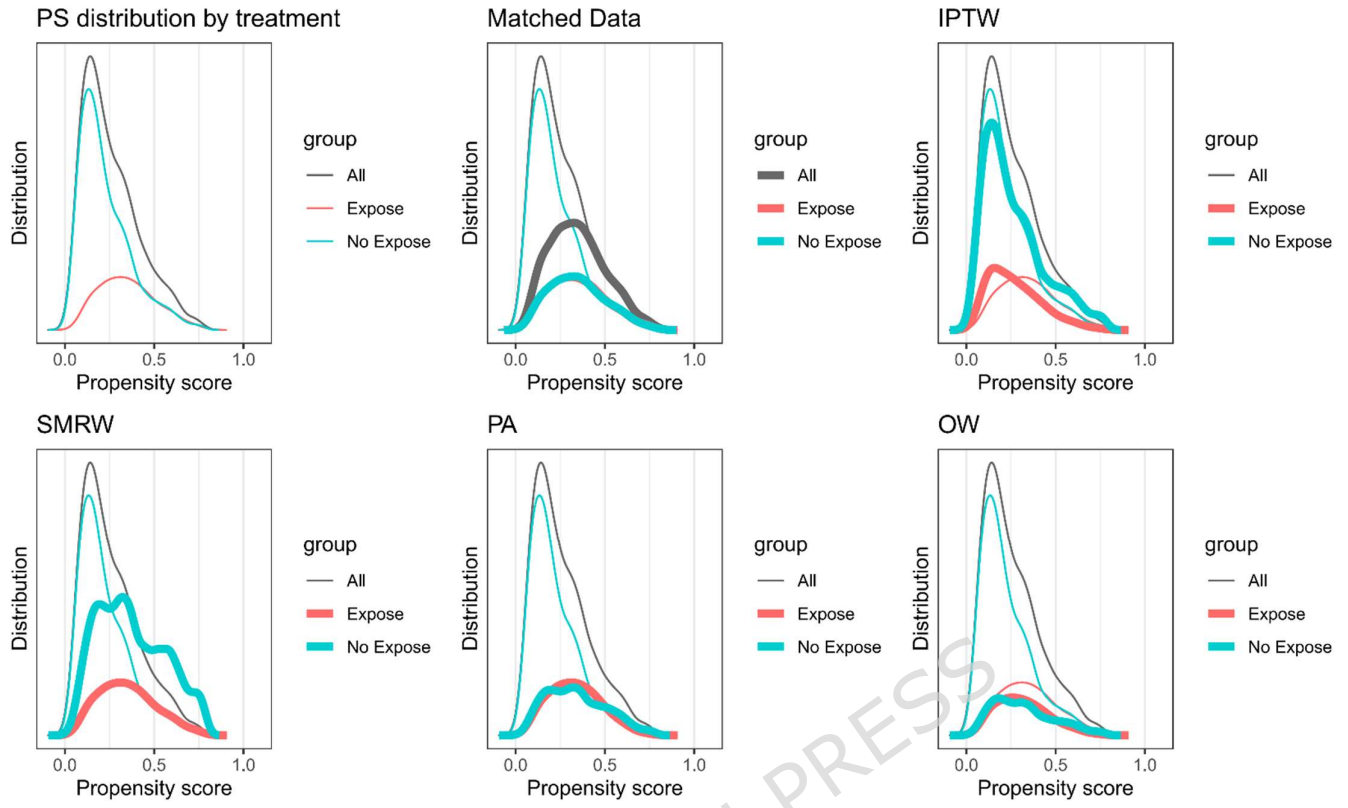 PS distribution by treatment
Distribution
0.0 0.5 1.0
Propensity score
group
All
Expose
No Expose
Matched Data
Distribution
0.0 0.5 1.0
Propensity score
group
All
Expose
No Expose
IPTW
Distribution
0.0 0.5 1.0
Propensity score
group
All
Expose
No Expose
SMRW
Distribution
0.0 0.5 1.0
Propensity score
group
All
Expose
No Expose
PA
Distribution
0.0 0.5 1.0
Propensity score
group
All
Expose
No Expose
OW
Distribution
0.0 0.5 1.0
Propensity score
group
All
Expose
No Expose
PRESS